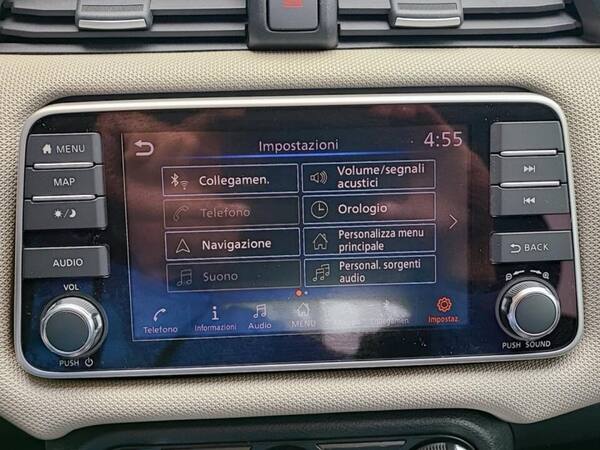 Impostazioni
4:55
MENU
MAP
AUDIO
VOL
PUSH
Collegamen.
Volume/segnali
acustici
Telefono
Orologio
Navigazione
Personalizza menu
principale
Suono
Personal. sorgenti
audio
Telefono
Informazioni
Audio
MENU
Collegamen.
Impostaz.
BACK
PUSH SOUND